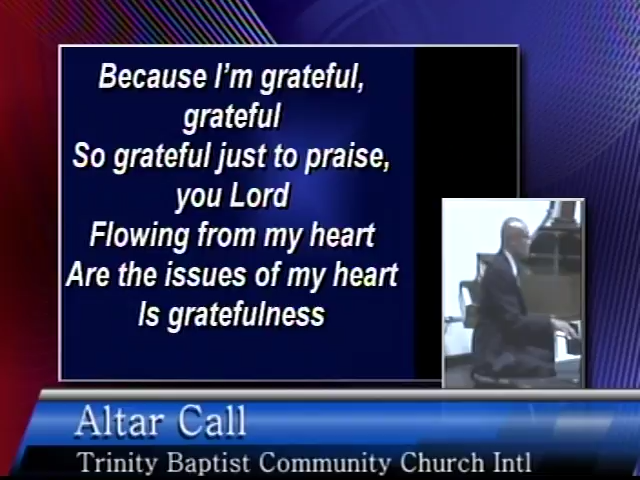 Because I'm grateful,
grateful
So grateful just to praise,
you Lord
Flowing from my heart
Are the issues of my heart
Is gratefulness
Altar Call
Trinity Baptist Community Church Intl